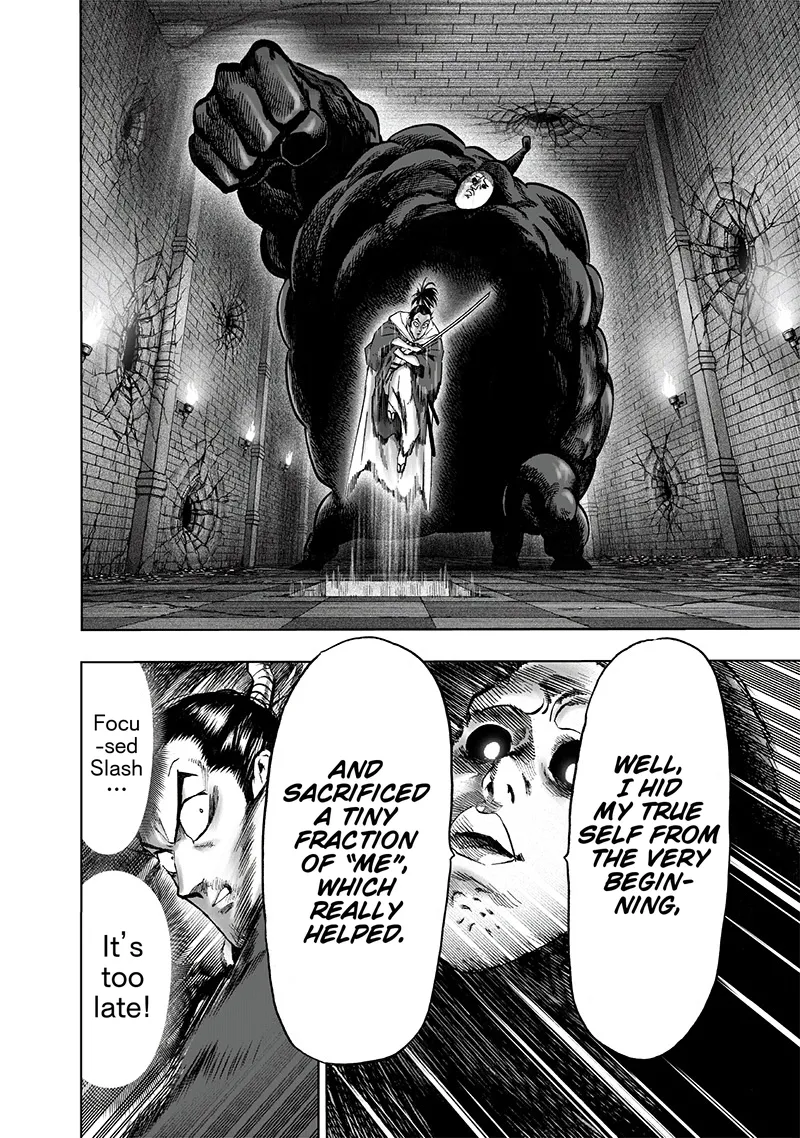 WELL,
I HID
MY TRUE
SELF FROM
THE VERY
BEGIN-
NING,
AND
SACRIFICED
A TINY
FRACTION
OF "ME",
WHICH
REALLY
HELPED.
Focu
-sed
Slash
...
It's
too
late!